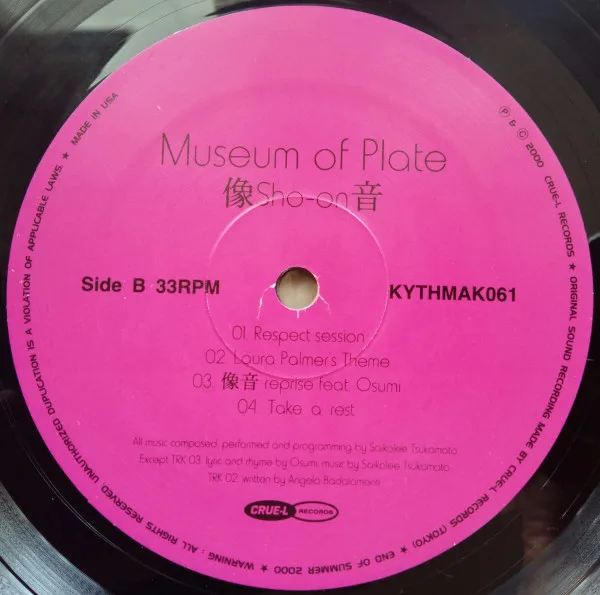 Museum of Plate
像Sho-on音
Side B 33RPM
KYTHMAK061
01. Respect session
02. Laura Palmer's Theme
03. 像音 reprise feat. Osumi
04. Take a rest
All music composed, performed and programming by Saikolee Tsukamoto
Except TRK 03. lyric and rhyme by Osumi, music by Saikolee Tsukamoto
TRK 02. written by Angelo Badalamenti
CRUE-L RECORDS
℗ & © 2000 CRUE-L RECORDS ★ ORIGINAL SOUND RECORDING MADE BY CRUE-L RECORDS (TOKYO) ★ END OF SUMMER 2000 ★ WARNING : ALL RIGHTS RESERVED. UNAUTHORIZED DUPLICATION IS A VIOLATION OF APPLICABLE LAWS. ★ MADE IN USA